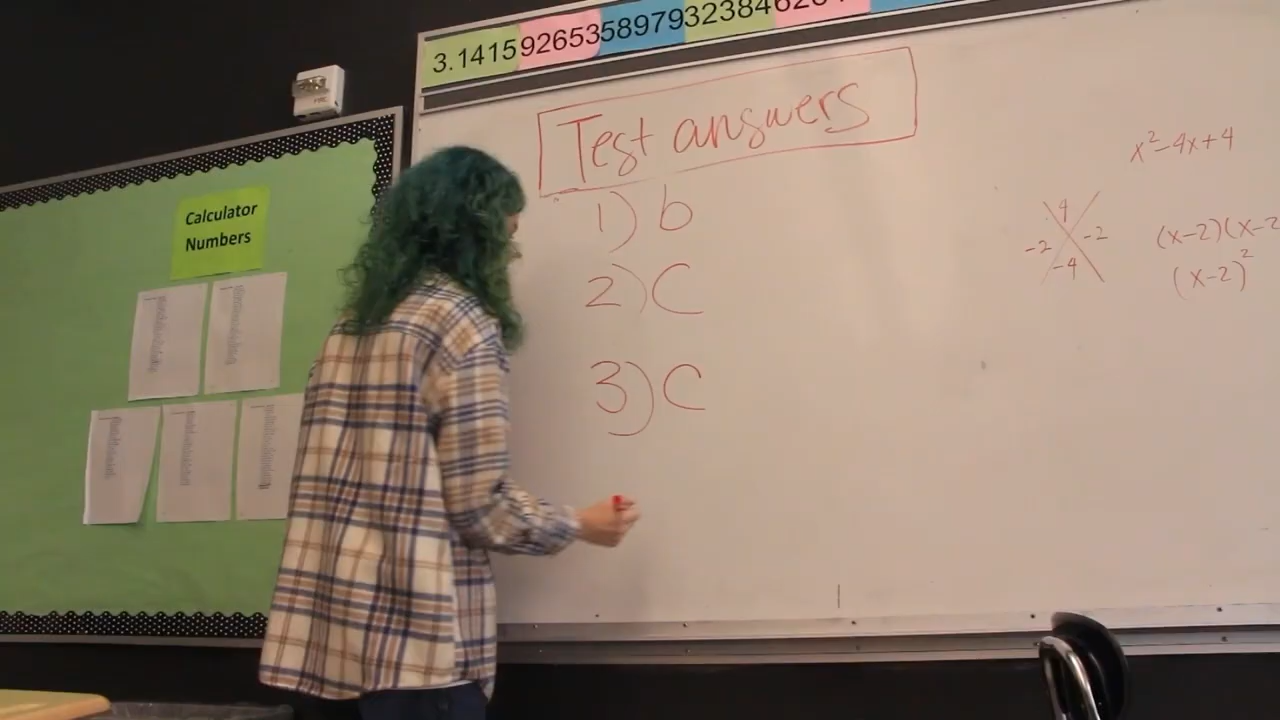 3.141592653589793238462
Test answers
1) b
2) C
3) C
Calculator
Numbers
x²-4x+4
4
-2 -2
-4
(x-2)(x-2
(x-2)²